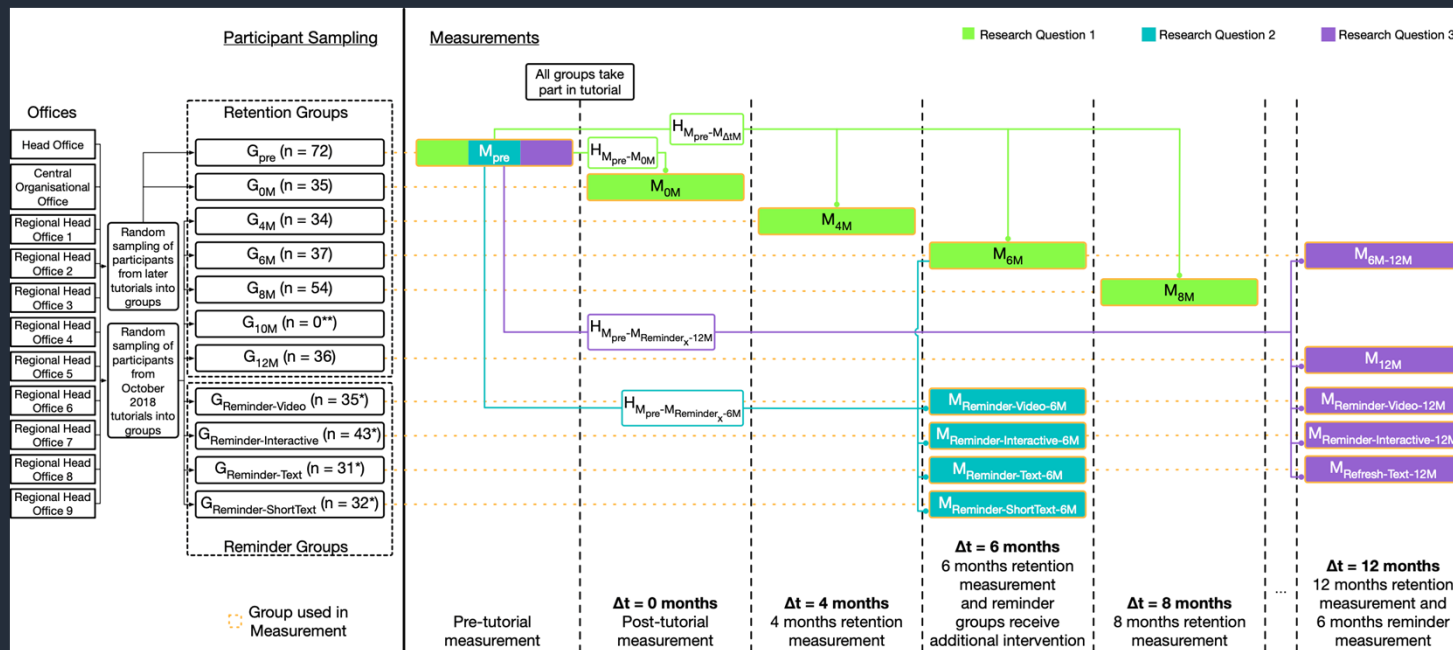 Participant Sampling
Measurements
Research Question 1
Research Question 2
Research Question 3
All groups take
part in tutorial
Offices
Head Office
Central
Organisational
Office
Regional Head
Office 1
Regional Head
Office 2
Regional Head
Office 3
Regional Head
Office 4
Regional Head
Office 5
Regional Head
Office 6
Regional Head
Office 7
Regional Head
Office 8
Regional Head
Office 9
Random
sampling of
participants
from later
tutorials into
groups
Random
sampling of
participants
from
October
2018
tutorials into
groups
Retention Groups
Gpre (n = 72)
G0M (n = 35)
G4M (n = 34)
G6M (n = 37)
G8M (n = 54)
G10M (n = 0**)
G12M (n = 36)
GReminder-Video (n = 35*)
GReminder-Interactive (n = 43*)
GReminder-Text (n = 31*)
GReminder-ShortText (n = 32*)
Reminder Groups
Group used in
Measurement
Mpre
HMpre-M0M
HMpre-MΔtM
M0M
M4M
M6M
M8M
M6M-12M
HMpre-MReminderx-12M
M12M
HMpre-MReminderx-6M
MReminder-Video-6M
MReminder-Interactive-6M
MReminder-Text-6M
MReminder-ShortText-6M
MReminder-Video-12M
MReminder-Interactive-12M
MRefresh-Text-12M
Pre-tutorial
measurement
Δt = 0 months
Post-tutorial
measurement
Δt = 4 months
4 months retention
measurement
Δt = 6 months
6 months retention
measurement
and reminder
groups receive
additional intervention
Δt = 8 months
8 months retention
measurement
...
Δt = 12 months
12 months retention
measurement and
6 months reminder
measurement